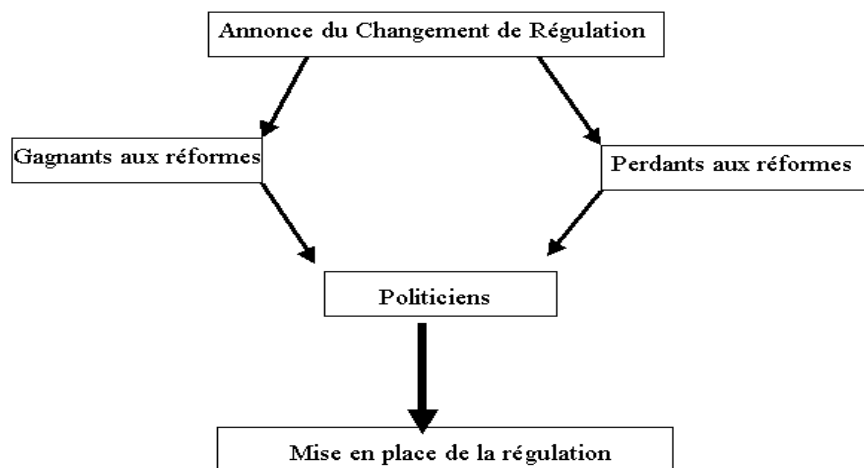 Annonce du Changement de Régulation
Gagnants aux réformes
Perdants aux réformes
Politiciens
Mise en place de la régulation